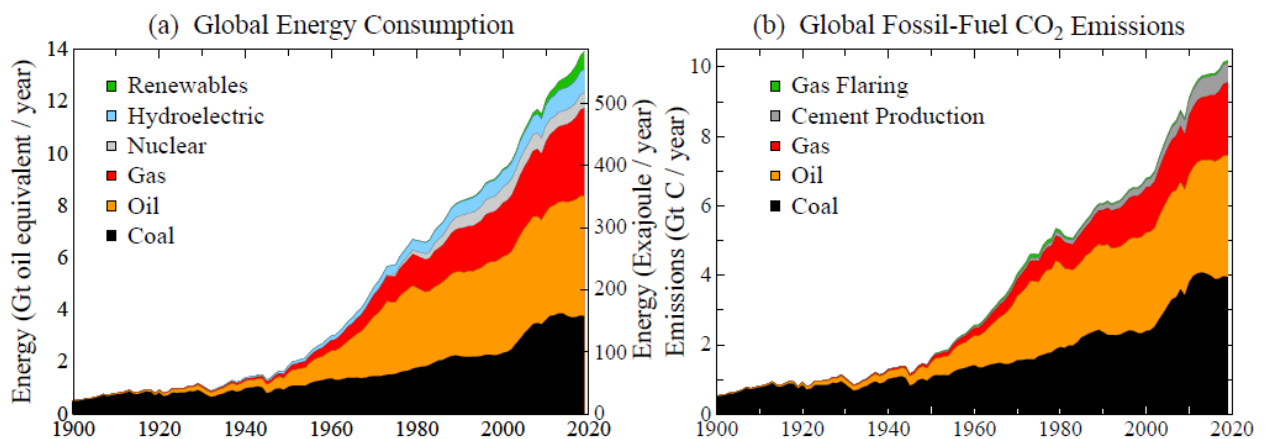 (a) Global Energy Consumption
Energy (Gt oil equivalent / year)
14
12
10
8
6
4
2
0
Renewables
Hydroelectric
Nuclear
Gas
Oil
Coal
500
400
300
200
100
0
Energy (Exajoule / year)
1900 1920 1940 1960 1980 2000 2020
(b) Global Fossil-Fuel CO₂ Emissions
Emissions (Gt C / year)
10
8
6
4
2
0
Gas Flaring
Cement Production
Gas
Oil
Coal
1900 1920 1940 1960 1980 2000 2020